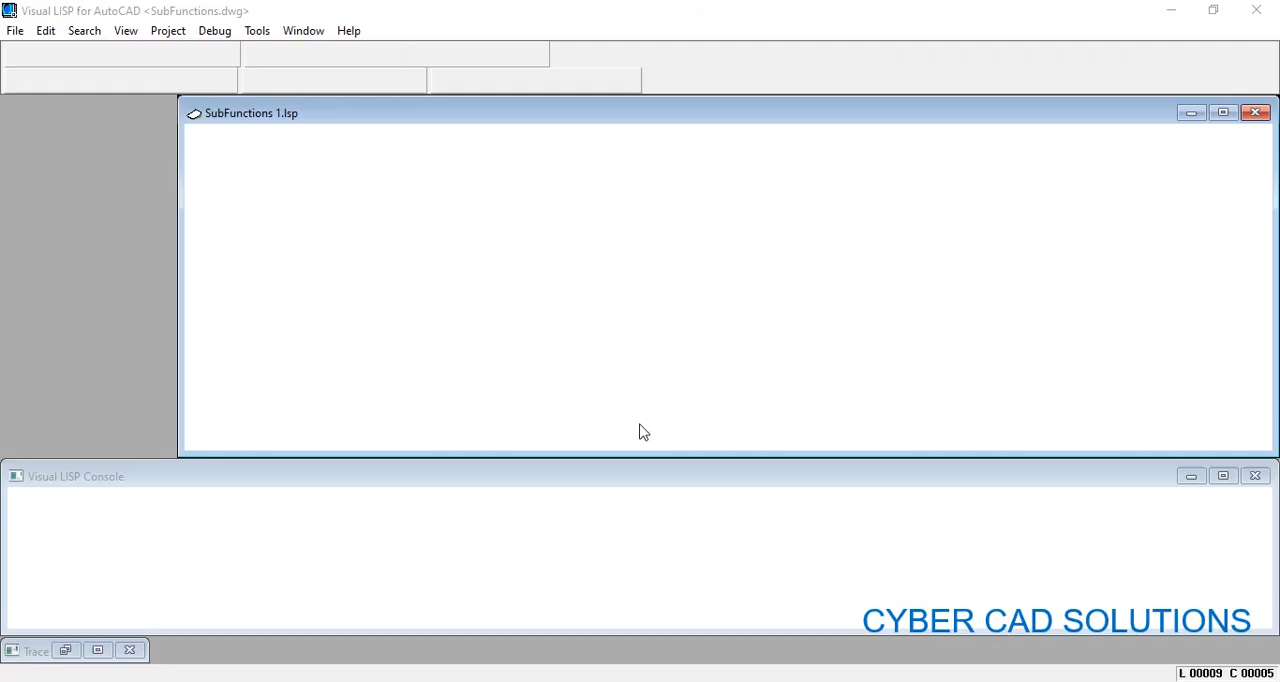 Visual LISP for AutoCAD <SubFunctions.dwg>
File Edit Search View Project Debug Tools Window Help
SubFunctions 1.lsp
Visual LISP Console
CYBER CAD SOLUTIONS
Trace
L 00009 C 00005